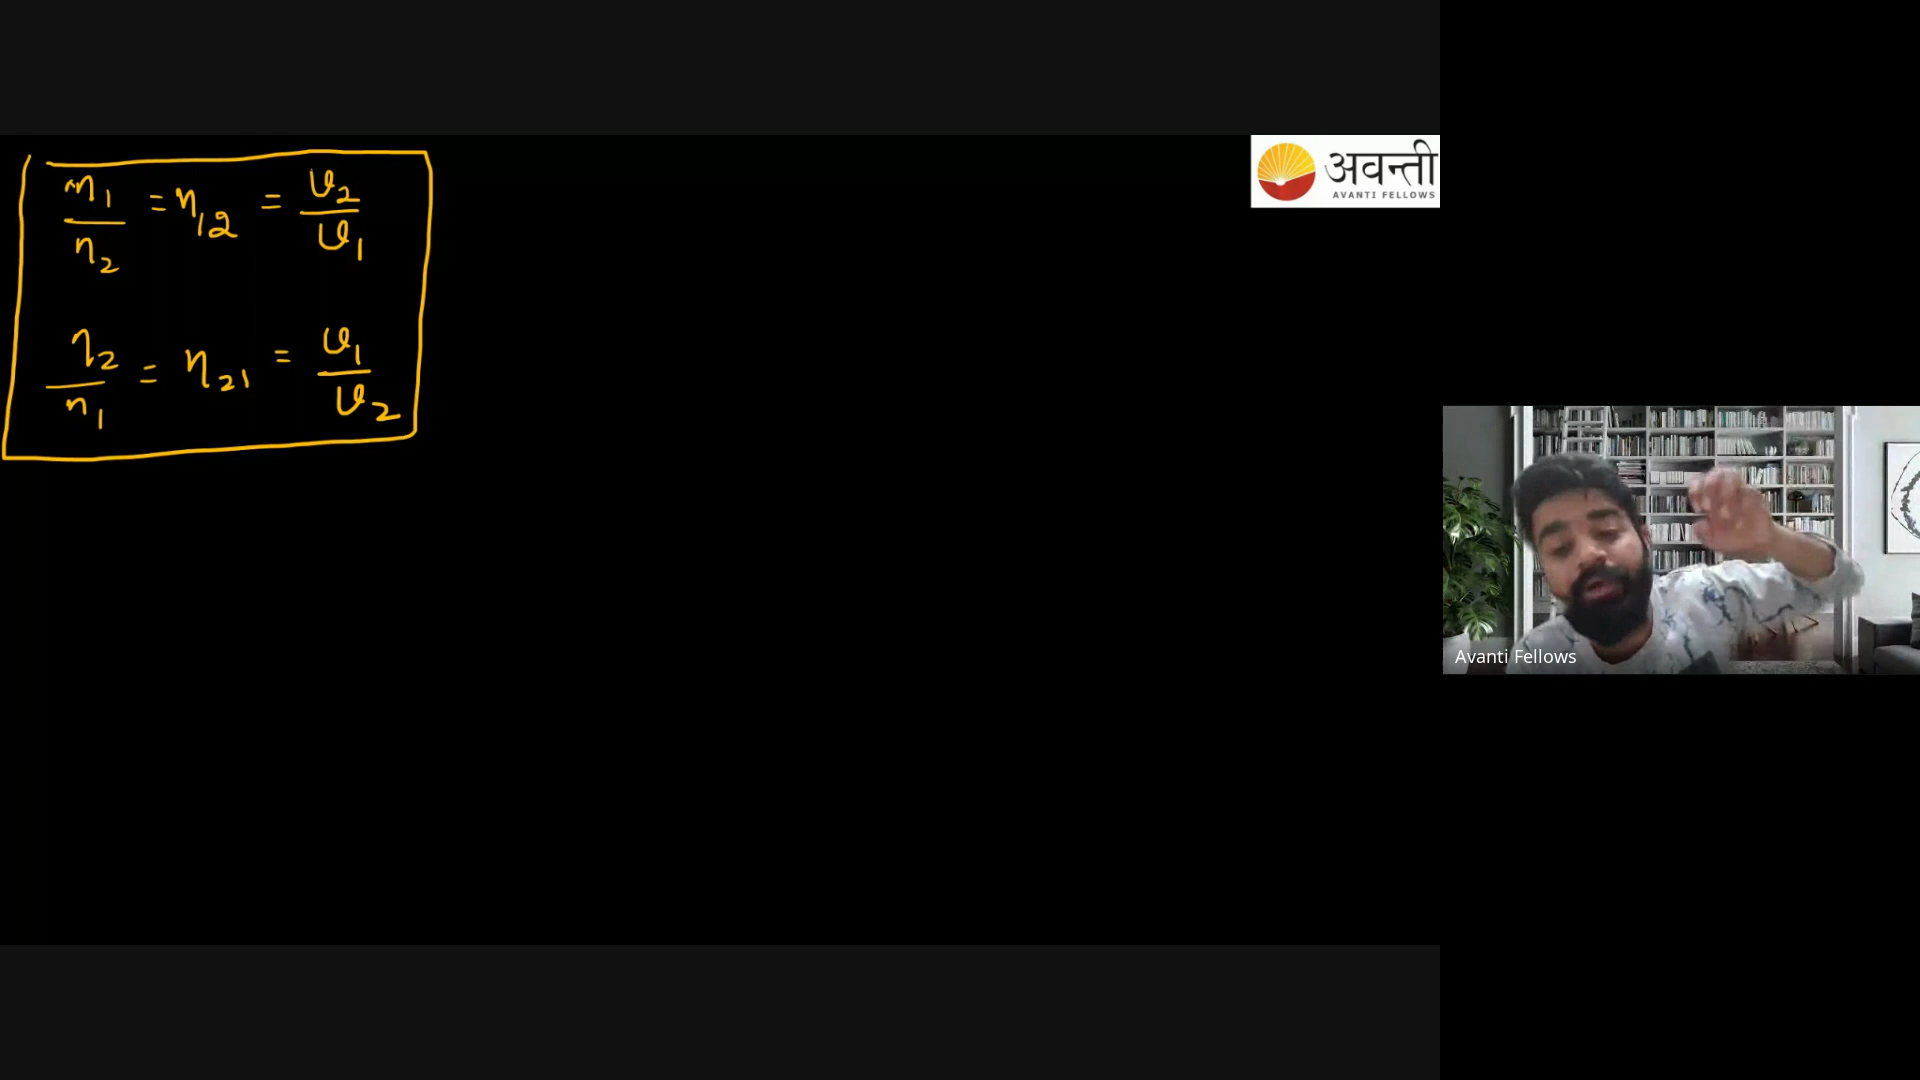 n₁/n₂ = n₁₂ = v₂/v₁
n₂/n₁ = n₂₁ = v₁/v₂
अवन्ती
AVANTI FELLOWS
Avanti Fellows